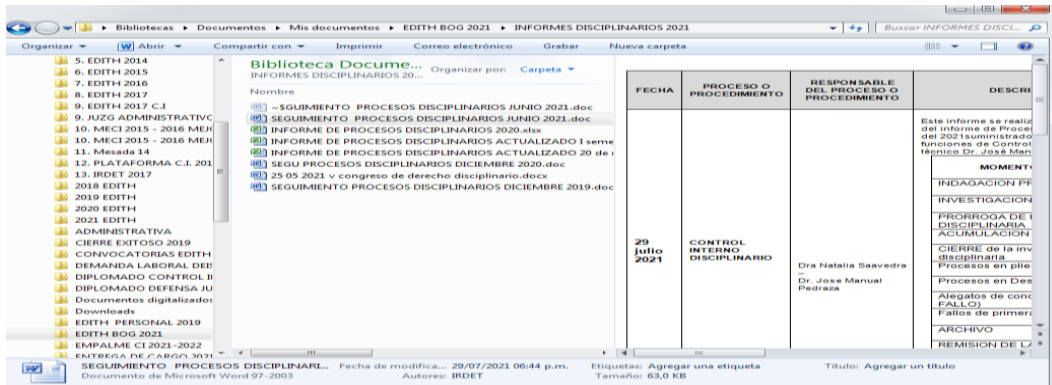 Bibliotecas ▸ Documentos ▸ Mis documentos ▸ EDITH BOG 2021 ▸ INFORMES DISCIPLINARIOS 2021
Buscar INFORMES DISCI...
Organizar Abrir Compartir con Imprimir Correo electrónico Grabar Nueva carpeta
5. EDITH 2014
6. EDITH 2015
7. EDITH 2016
8. EDITH 2017
9. EDITH 2017 C.I
9. JUZG ADMINISTRATIVO
10. MECI 2015 - 2016 MEJ
10. MECI 2015 - 2016 MEJ
11. Mesada 14
12. PLATAFORMA C.I. 201
13. IRDET 2017
2018 EDITH
2019 EDITH
2020 EDITH
2021 EDITH
ADMINISTRATIVA
CIERRE EXITOSO 2019
CONVOCATORIAS EDITH
DEMANDA LABORAL DEI
DIPLOMADO CONTROL I
DIPLOMADO DEFENSA JU
Documentos digitalizados
Downloads
EDITH PERSONAL 2019
EDITH BOG 2021
EMPALME CI 2021-2022
ENTREGA DE CARGO 2021
Biblioteca Docume...
INFORMES DISCIPLINARIOS 20...
Organizar por: Carpeta
Nombre
~$GUIMIENTO PROCESOS DISCIPLINARIOS JUNIO 2021.doc
SEGUIMIENTO PROCESOS DISCIPLINARIOS JUNIO 2021.doc
INFORME DE PROCESOS DISCIPLINARIOS 2020.xlsx
INFORME DE PROCESOS DISCIPLINARIOS ACTUALIZADO I seme
INFORME DE PROCESOS DISCIPLINARIOS ACTUALIZADO 20 de
SEGU PROCESOS DISCIPLINARIOS DICIEMBRE 2020.doc
25 05 2021 v congreso de derecho disciplinario.docx
SEGUIMIENTO PROCESOS DISCIPLINARIOS DICIEMBRE 2019.doc
FECHA
PROCESO O
PROCEDIMIENTO
RESPONSABLE
DEL PROCESO O
PROCEDIMIENTO
DESCRI
29
julio
2021
CONTROL
INTERNO
DISCIPLINARIO
Dra Natalia Saavedra
–
Dr. Jose Manual
Pedraza
Este informe se realiz
del informe de Proce
del 2021suministrado
funciones de Control
técnico Dr. José Man
MOMENT
INDAGACION PR
INVESTIGACION
PRORROGA DE
DISCIPLINARIA
ACUMULACION
CIERRE de la inv
disciplinaria
Procesos en plie
Procesos en Des
Alegatos de conc
FALLO)
Fallos de primera
ARCHIVO
REMISION DE LA
SEGUIMIENTO PROCESOS DISCIPLINARI... Fecha de modifica... 29/07/2021 06:44 p.m. Etiquetas: Agregar una etiqueta Título: Agregar un título
Documento de Microsoft Word 97-2003 Autores: IRDET Tamaño: 63,0 KB